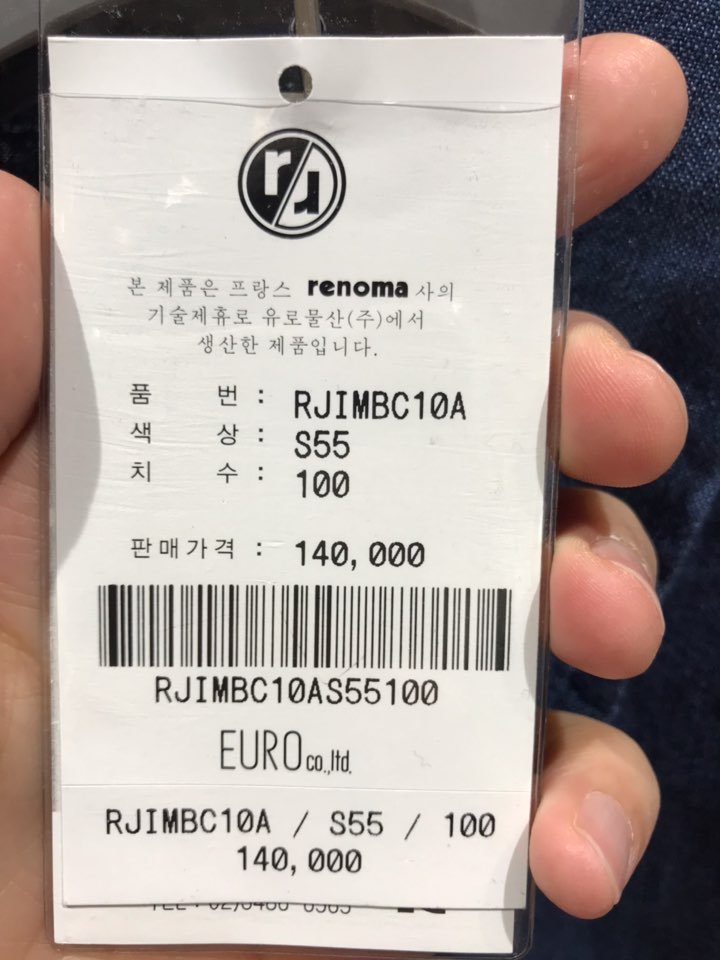 본 제품은 프랑스 renoma 사의
기술제휴로 유로물산(주)에서
생산한 제품입니다.
품 번 : RJIMBC10A
색 상 : S55
치 수 : 100
판매가격 : 140,000
RJIMBC10AS55100
EURO co.,ltd.
RJIMBC10A / S55 / 100
140,000